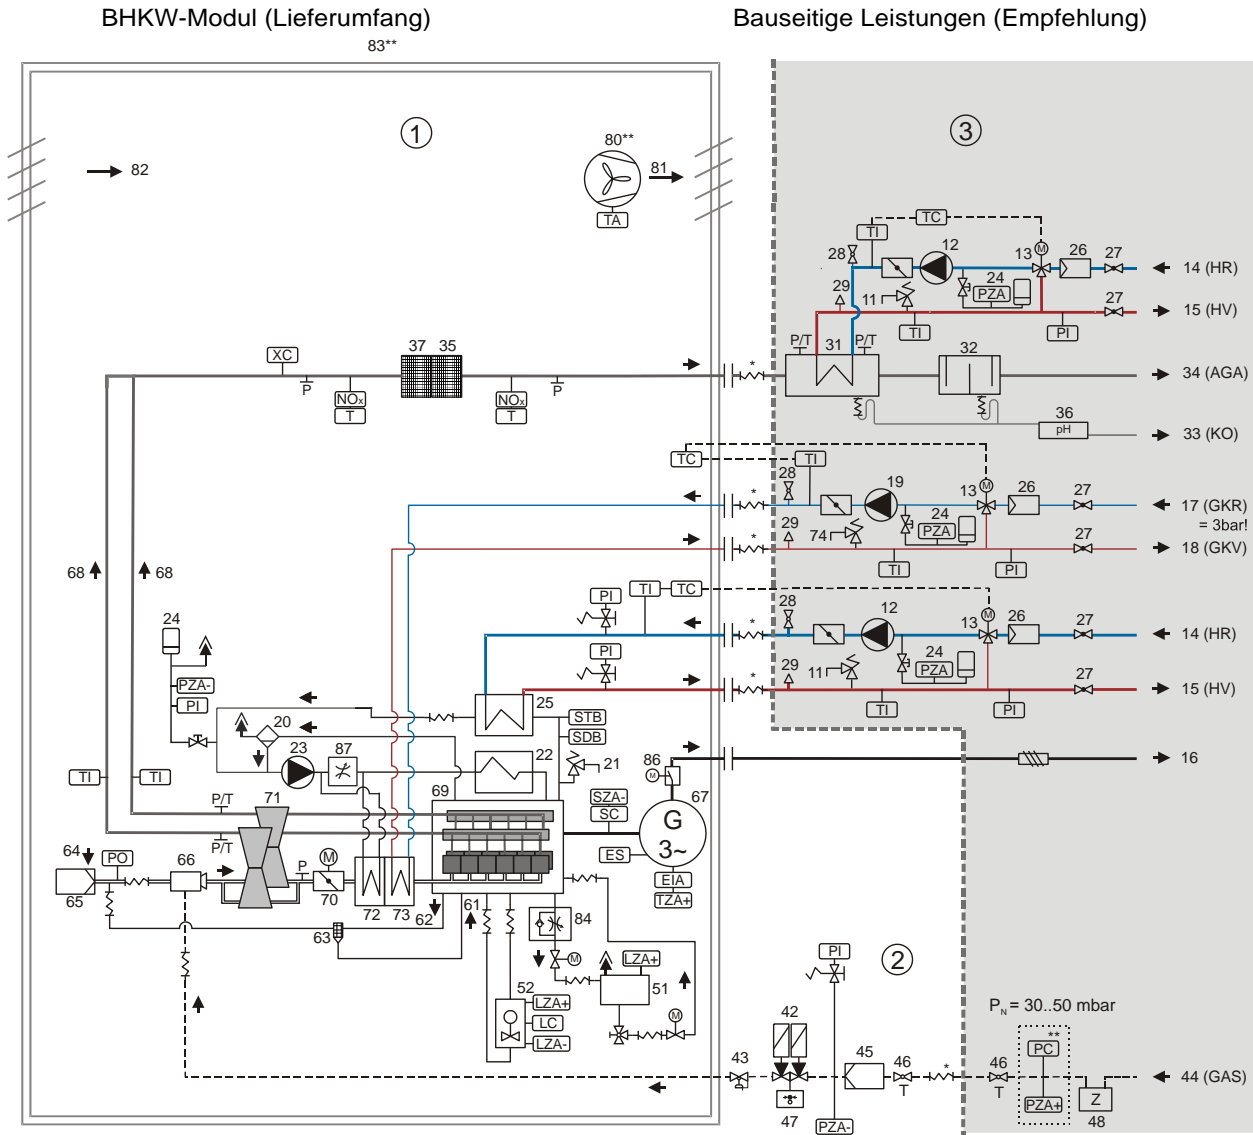 BHKW-Modul (Lieferumfang)
Bauseitige Leistungen (Empfehlung)
83**
1
3
80**
82
81
TA
TC
TI
28
12
13
M
26
27
14 (HR)
29
11
24
PZA
27
15 (HV)
TI
PI
XC
37 35
P/T
31
P/T
32
*
34 (AGA)
P
NOx
T
NOx
T
P
36
pH
33 (KO)
TC
TI
28
19
13
M
26
27
17 (GKR)
= 3bar!
*
29
74
24
PZA
27
18 (GKV)
*
TI
PI
68
68
PI
TI
TC
28
12
13
M
26
27
14 (HR)
*
24
PI
29
11
24
PZA
27
15 (HV)
*
TI
PI
PZA-
PI
25
STB
SDB
20
23
87
22
21
86
M
16
TI
TI
P/T
71
69
SZA-
SC
67
G
3~
P/T
64
PO
66
P
M
ES
EIA
TZA+
65
70
72
73
62
61
63
84
M
LZA+
51
52
LZA+
LC
LZA-
M
PI
2
PN = 30..50 mbar
42
**
PC
43
45
46
T
*
46
T
44 (GAS)
47
PZA-
PZA+
Z
48